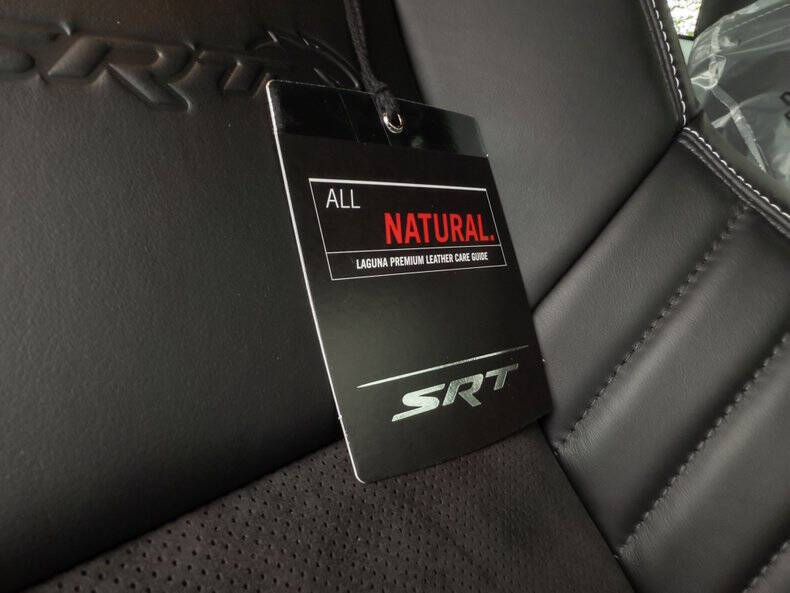 SRT
ALL
NATURAL.
LAGUNA PREMIUM LEATHER CARE GUIDE
SRT